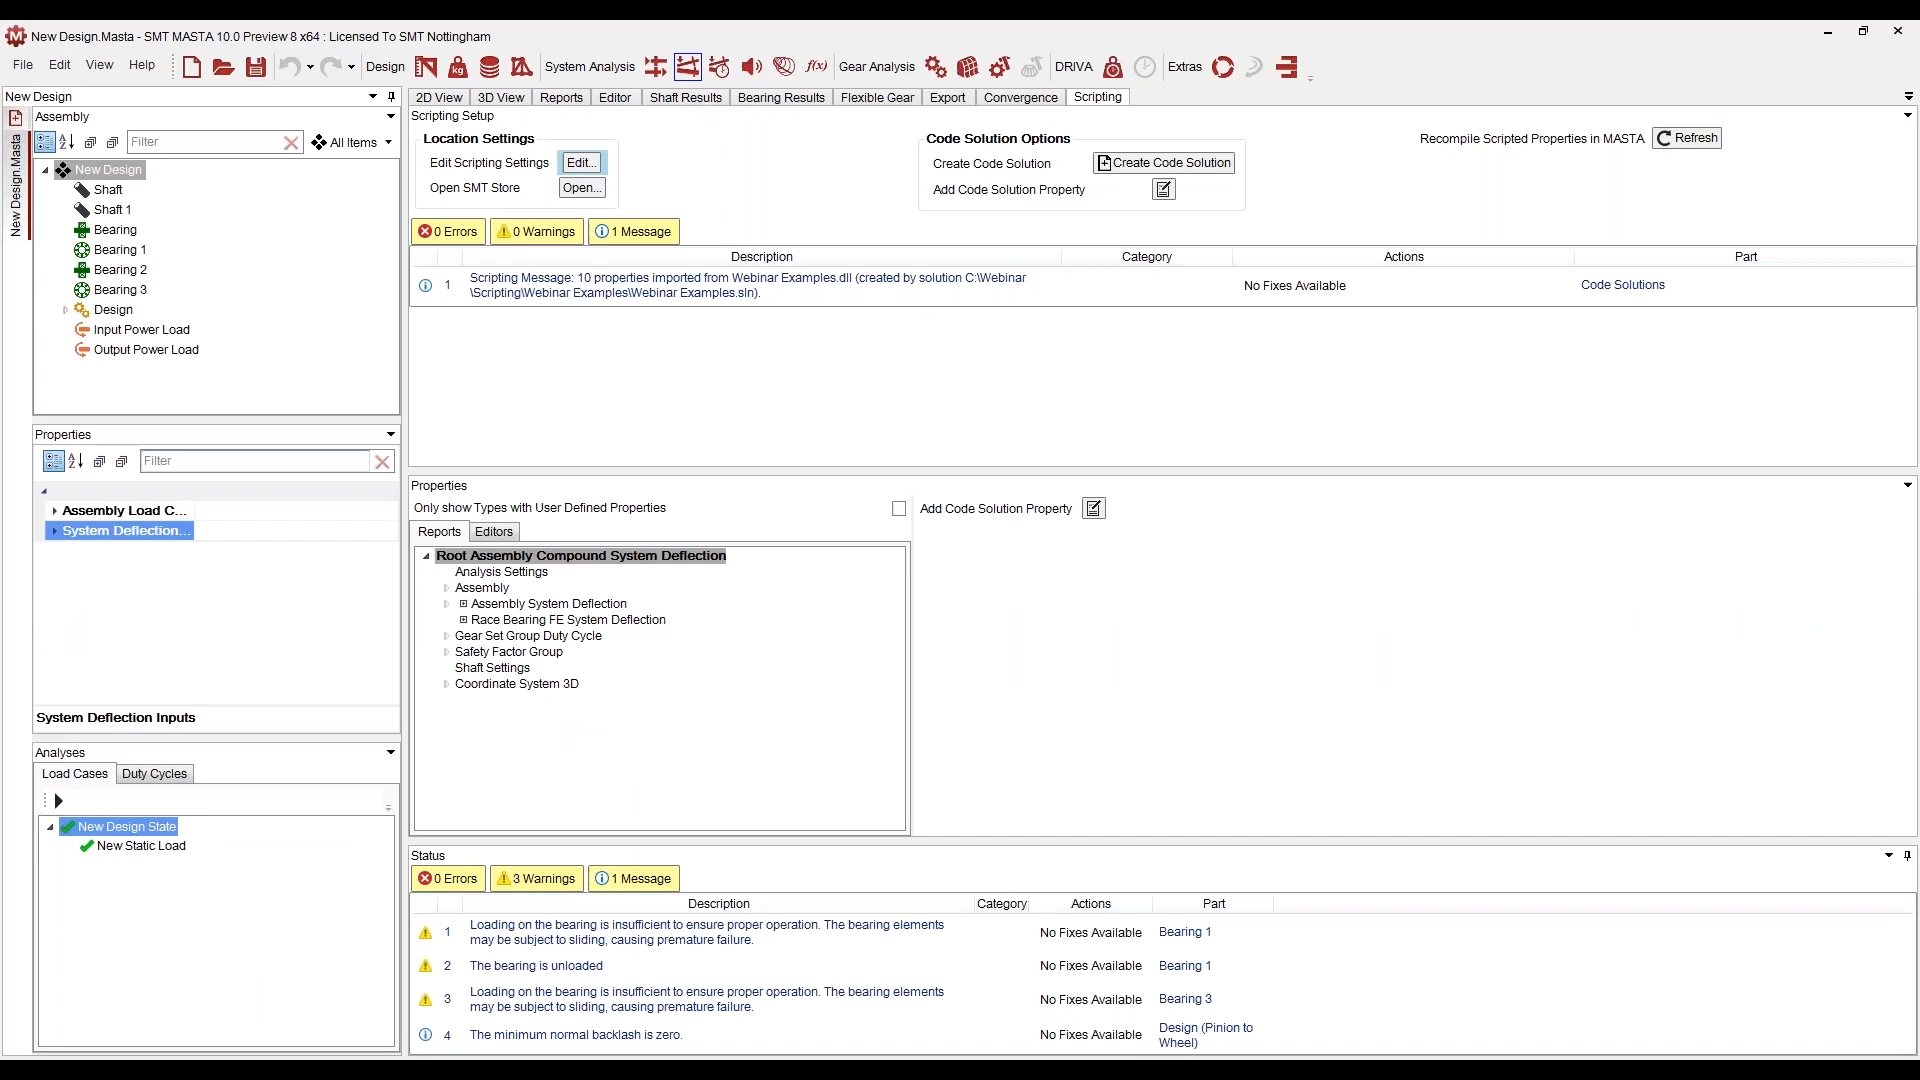 New Design.Masta - SMT MASTA 10.0 Preview 8 x64 : Licensed To SMT Nottingham
File Edit View Help Design System Analysis f(x) Gear Analysis DRIVA Extras
New Design
2D View 3D View Reports Editor Shaft Results Bearing Results Flexible Gear Export Convergence Scripting
New Design.Masta
Assembly
Filter All Items
New Design
Shaft
Shaft 1
Bearing
Bearing 1
Bearing 2
Bearing 3
Design
Input Power Load
Output Power Load
Properties
Filter
Assembly Load C...
System Deflection...
System Deflection Inputs
Analyses
Load Cases Duty Cycles
New Design State
New Static Load
Scripting Setup
Location Settings
Edit Scripting Settings Edit...
Open SMT Store Open...
Code Solution Options
Create Code Solution Create Code Solution
Add Code Solution Property
Recompile Scripted Properties in MASTA Refresh
0 Errors 0 Warnings 1 Message
Description Category Actions Part
1 Scripting Message: 10 properties imported from Webinar Examples.dll (created by solution C:\Webinar
\Scripting\Webinar Examples\Webinar Examples.sln). No Fixes Available Code Solutions
Properties
Only show Types with User Defined Properties Add Code Solution Property
Reports Editors
Root Assembly Compound System Deflection
Analysis Settings
Assembly
Assembly System Deflection
Race Bearing FE System Deflection
Gear Set Group Duty Cycle
Safety Factor Group
Shaft Settings
Coordinate System 3D
Status
0 Errors 3 Warnings 1 Message
Description Category Actions Part
1 Loading on the bearing is insufficient to ensure proper operation. The bearing elements
may be subject to sliding, causing premature failure. No Fixes Available Bearing 1
2 The bearing is unloaded No Fixes Available Bearing 1
3 Loading on the bearing is insufficient to ensure proper operation. The bearing elements
may be subject to sliding, causing premature failure. No Fixes Available Bearing 3
4 The minimum normal backlash is zero. No Fixes Available Design (Pinion to
Wheel)